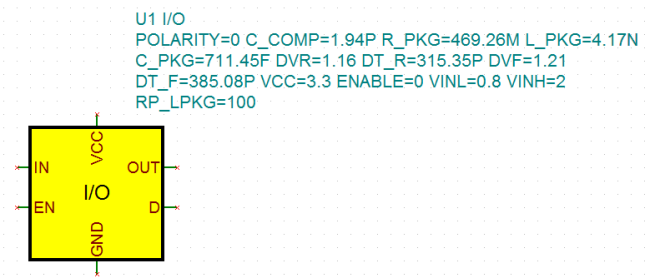 U1 I/O
POLARITY=0 C_COMP=1.94P R_PKG=469.26M L_PKG=4.17N
C_PKG=711.45F DVR=1.16 DT_R=315.35P DVF=1.21
DT_F=385.08P VCC=3.3 ENABLE=0 VINL=0.8 VINH=2
RP_LPKG=100
VCC
IN
OUT
I/O
EN
D
GND